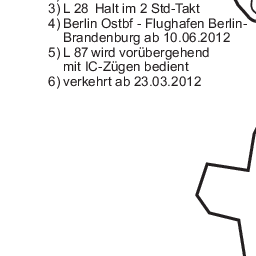 3) L 28 Halt im 2 Std-Takt
4) Berlin Ostbf - Flughafen Berlin-
Brandenburg ab 10.06.2012
5) L 87 wird vorübergehend
mit IC-Zügen bedient
6) verkehrt ab 23.03.2012